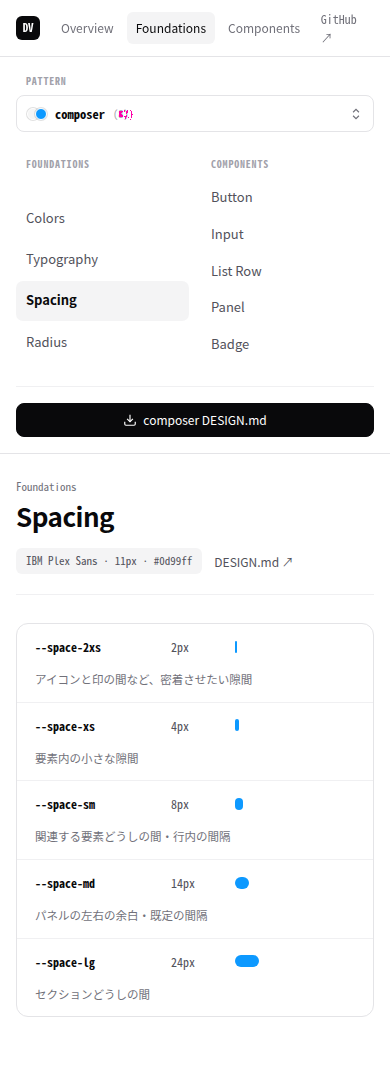 DV
Overview
Foundations
Components
GitHub
↗
PATTERN
composer
FOUNDATIONS
Colors
Typography
Spacing
Radius
COMPONENTS
Button
Input
List Row
Panel
Badge
composer DESIGN.md
Foundations
Spacing
IBM Plex Sans · 11px · #0d99ff
DESIGN.md ↗
--space-2xs 2px
アイコンと印の間など、密着させたい隙間
--space-xs 4px
要素内の小さな隙間
--space-sm 8px
関連する要素どうしの間・行内の間隔
--space-md 14px
パネルの左右の余白・既定の間隔
--space-lg 24px
セクションどうしの間